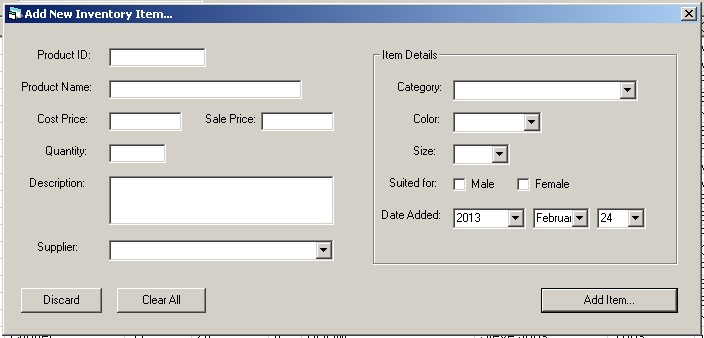 Add New Inventory Item...
Product ID:
Product Name:
Cost Price: Sale Price:
Quantity:
Description:
Supplier:
Item Details
Category:
Color:
Size:
Suited for: Male Female
Date Added: 2013 Februar 24
Discard Clear All Add Item...